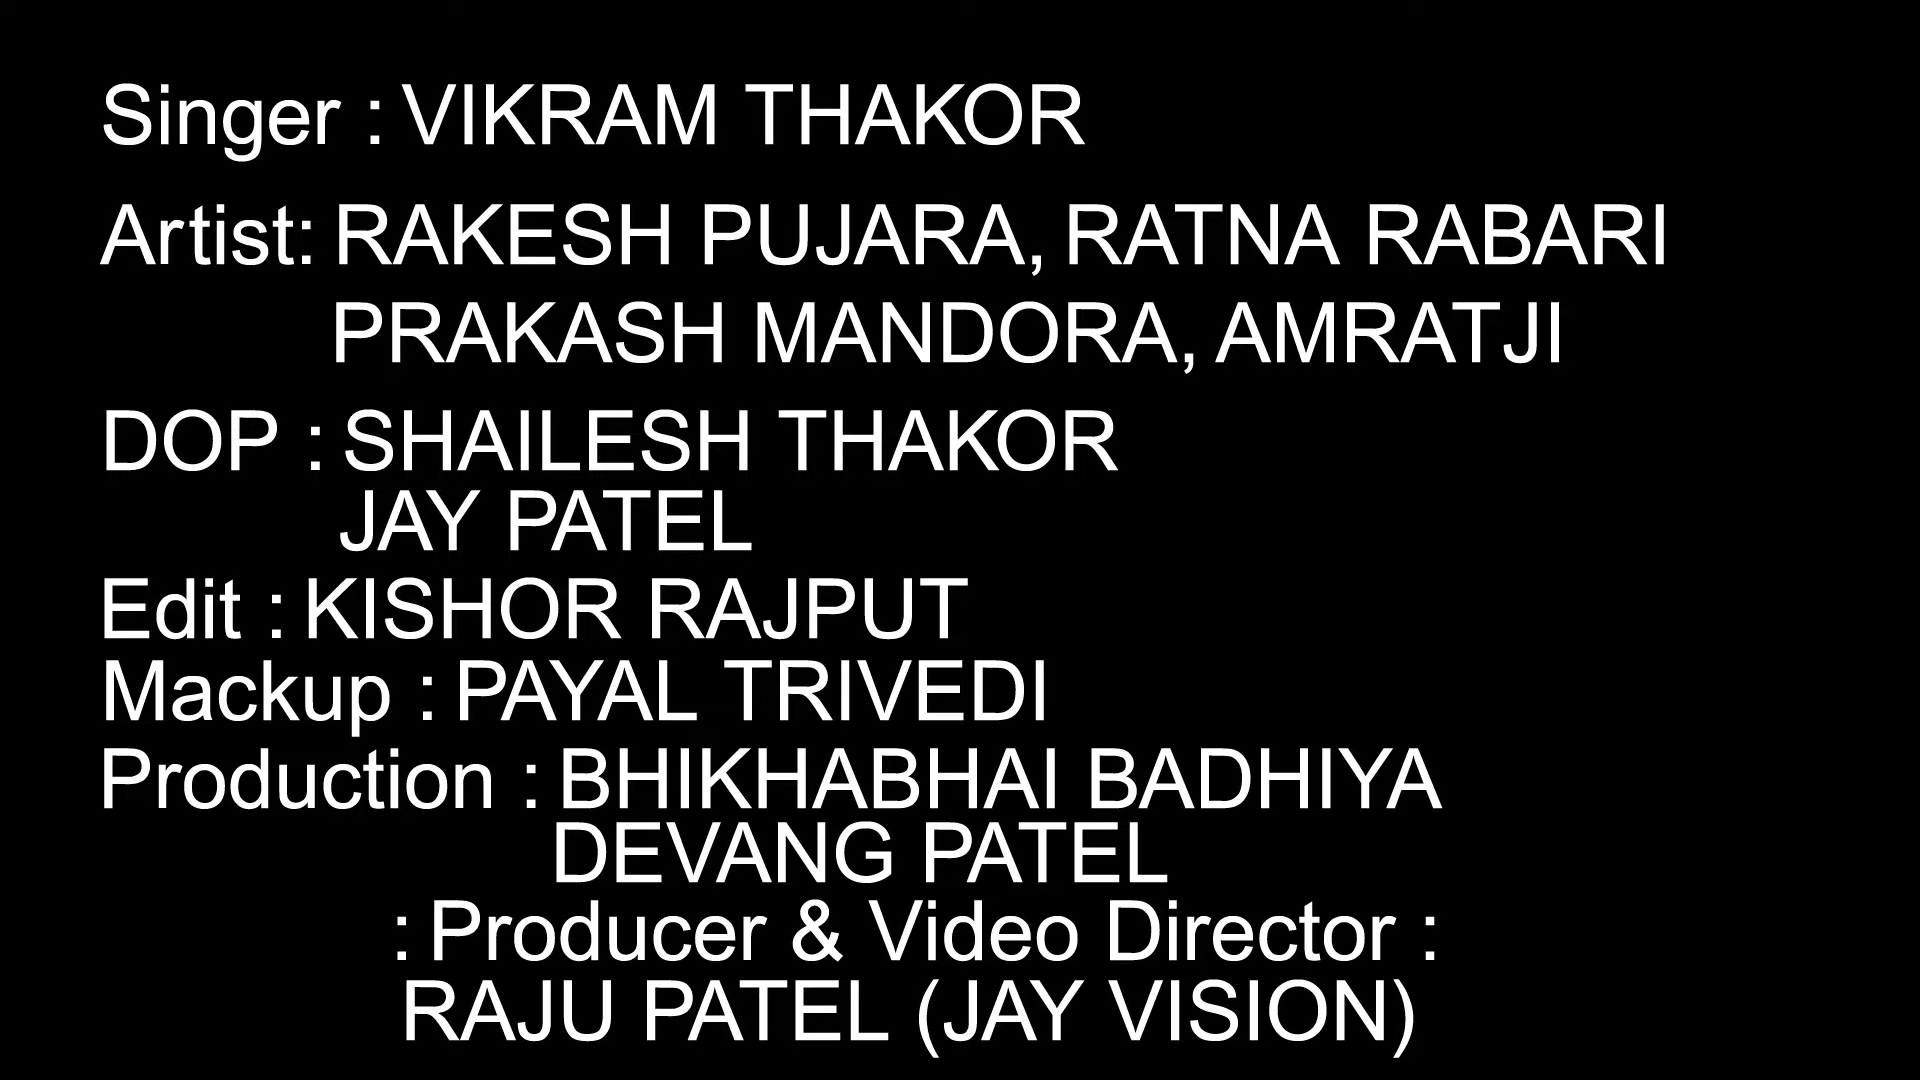 Singer : VIKRAM THAKOR
Artist: RAKESH PUJARA, RATNA RABARI
PRAKASH MANDORA, AMRATJI
DOP : SHAILESH THAKOR
JAY PATEL
Edit : KISHOR RAJPUT
Mackup : PAYAL TRIVEDI
Production : BHIKHABHAI BADHIYA
DEVANG PATEL
: Producer & Video Director :
RAJU PATEL (JAY VISION)